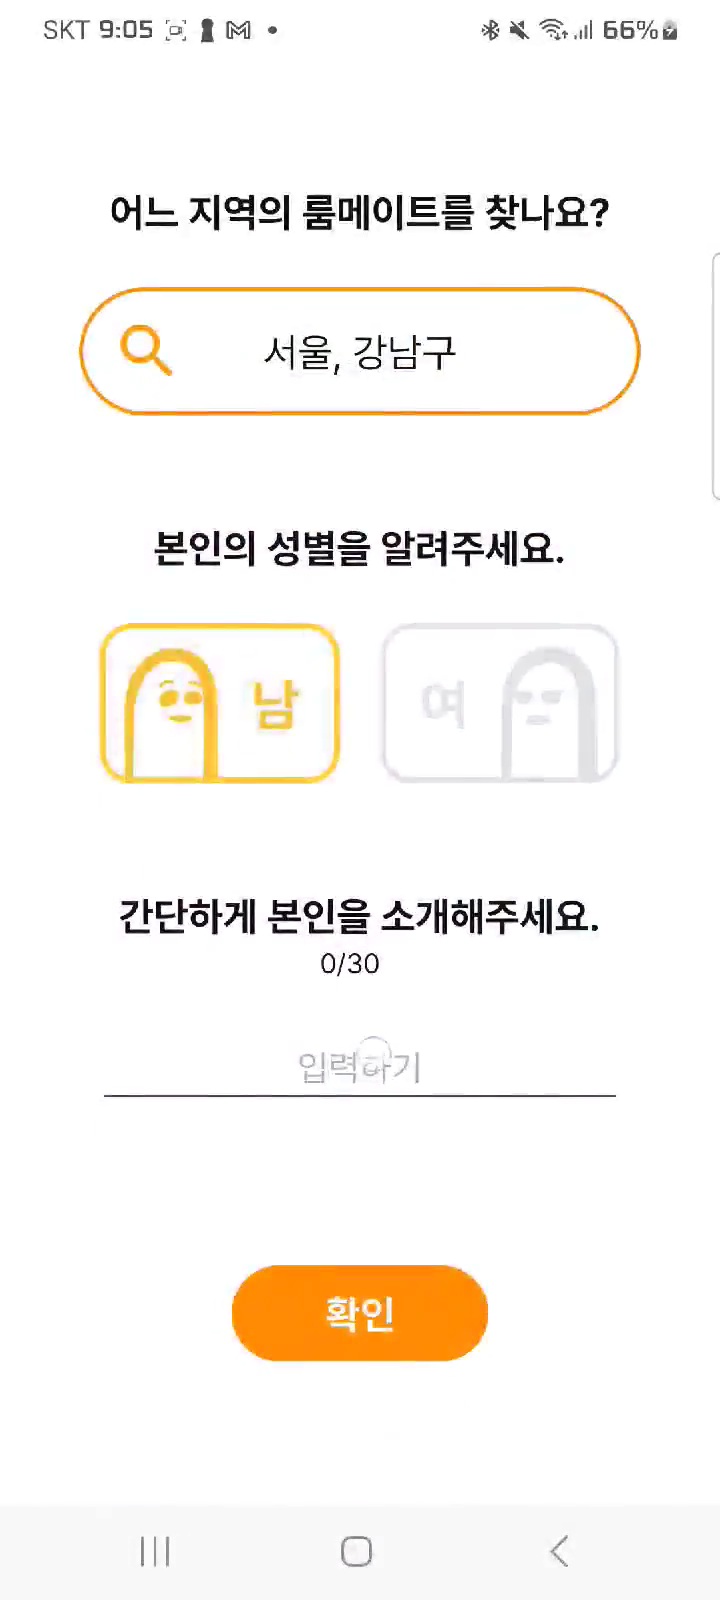 SKT 9:05 66%
어느 지역의 룸메이트를 찾나요?
서울, 강남구
본인의 성별을 알려주세요.
남 여
간단하게 본인을 소개해주세요.
0/30
입력하기
확인